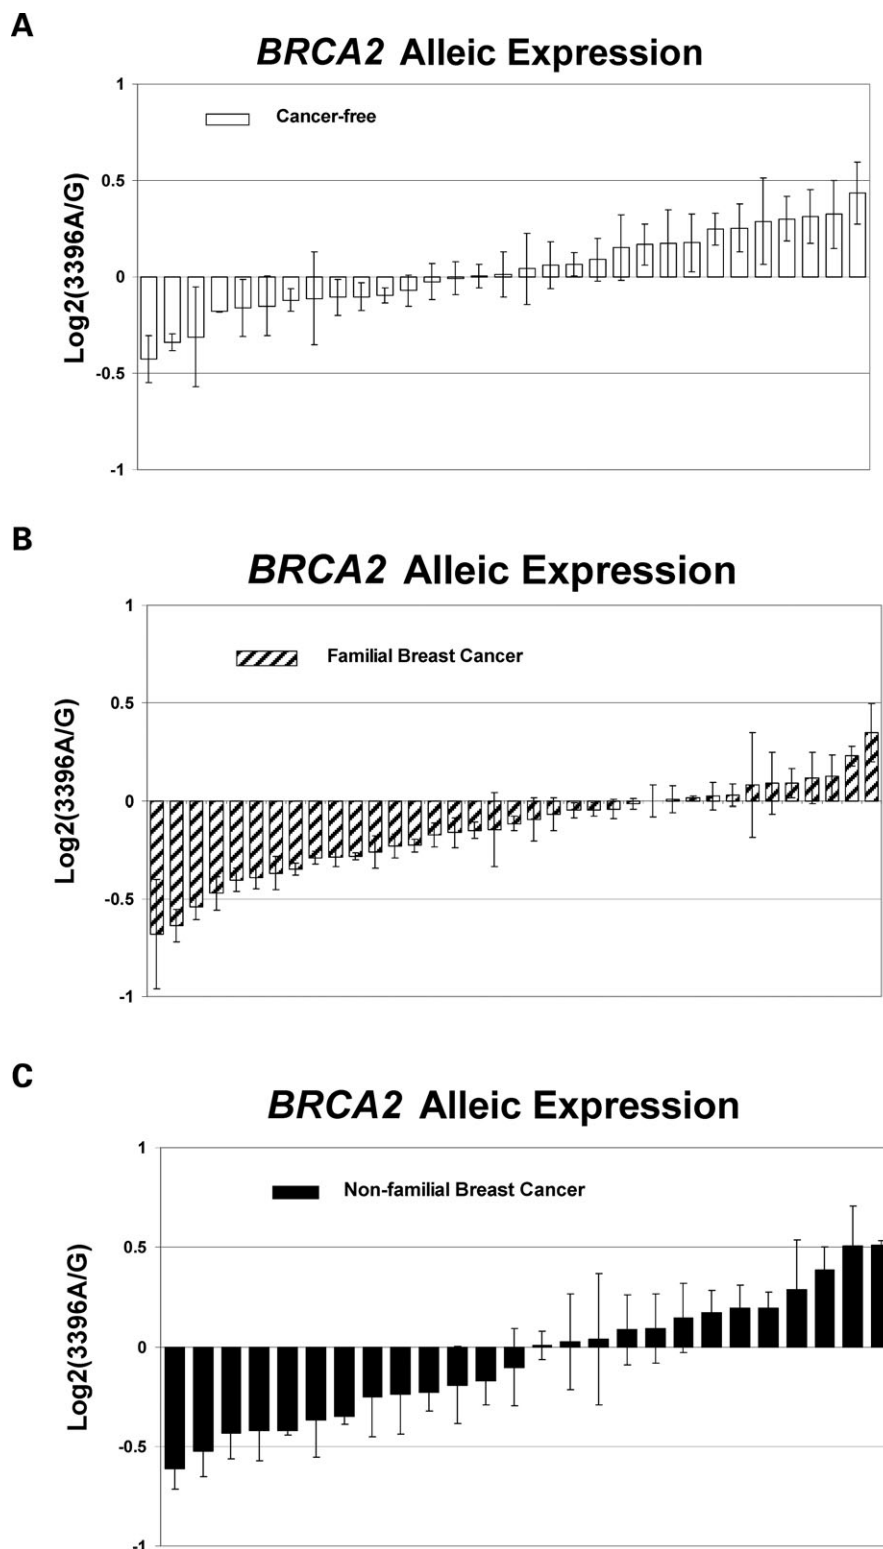 A
BRCA2 Alleic Expression
1
Cancer-free
0.5
Log2(3396A/G)
0
-0.5
-1
B
BRCA2 Alleic Expression
1
Familial Breast Cancer
0.5
Log2(3396A/G)
0
-0.5
-1
C
BRCA2 Alleic Expression
1
Non-familial Breast Cancer
0.5
Log2(3396A/G)
0
-0.5
-1